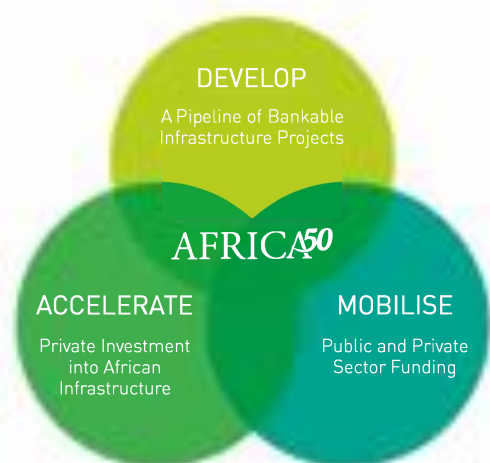 DEVELOP
A Pipeline of Bankable
Infrastructure Projects
AFRICA50
ACCELERATE
Private Investment
into African
Infrastructure
MOBILISE
Public and Private
Sector Funding